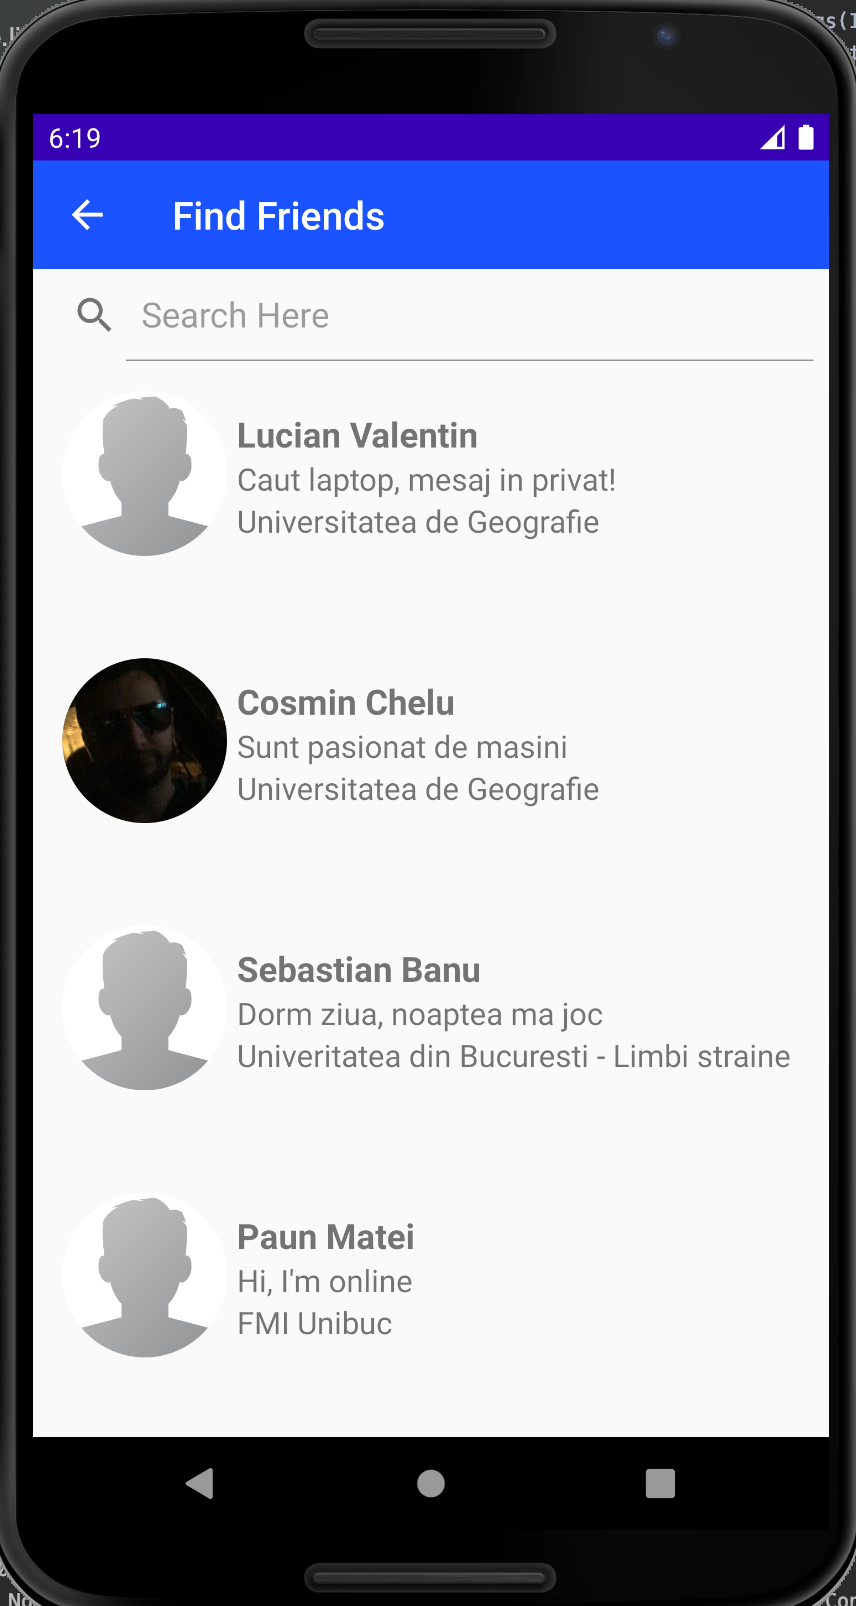 6:19
Find Friends
Search Here
Lucian Valentin
Caut laptop, mesaj in privat!
Universitatea de Geografie
Cosmin Chelu
Sunt pasionat de masini
Universitatea de Geografie
Sebastian Banu
Dorm ziua, noaptea ma joc
Univeritatea din Bucuresti - Limbi straine
Paun Matei
Hi, I'm online
FMI Unibuc